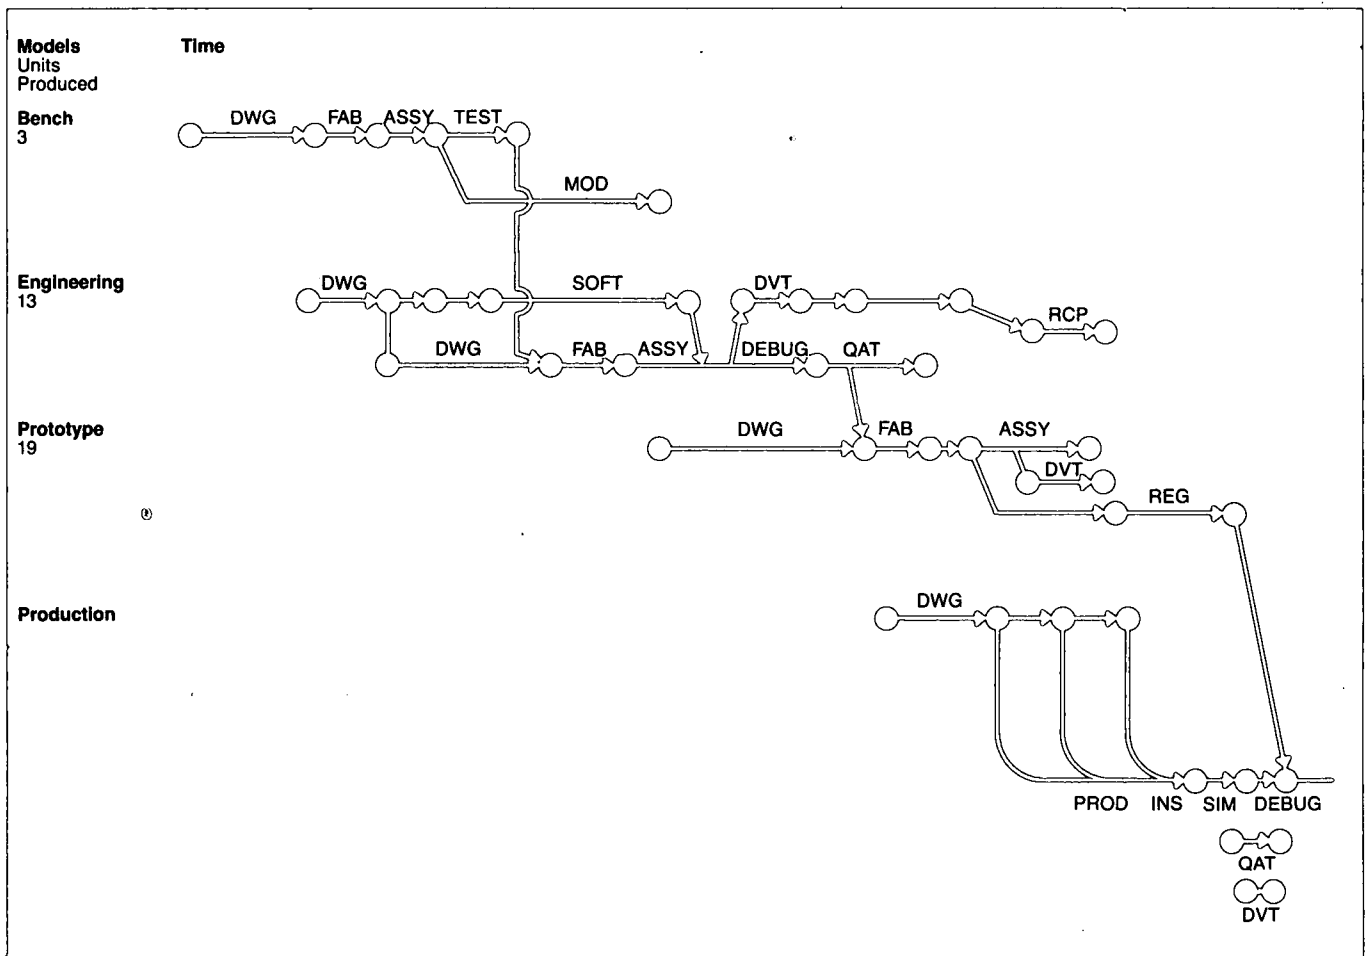 Models
Time
Units
Produced
Bench
3
DWG FAB ASSY TEST
MOD
Engineering
13
DWG SOFT DVT
RCP
DWG FAB ASSY DEBUG QAT
Prototype
19
DWG FAB ASSY
DVT
REG
Production
DWG
PROD INS SIM DEBUG
QAT
DVT